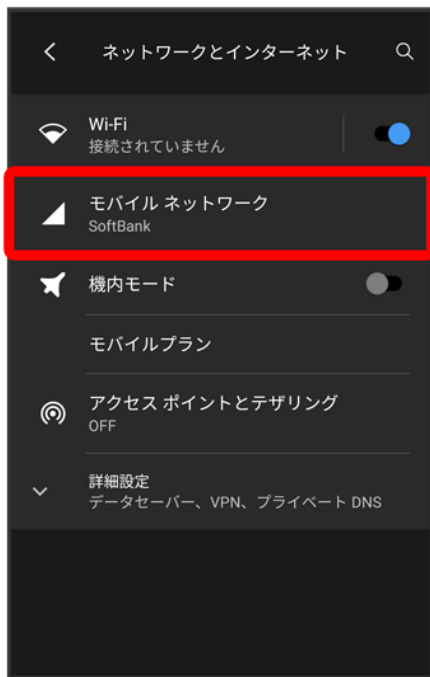 ネットワークとインターネット
Wi-Fi
接続されていません
モバイル ネットワーク
SoftBank
機内モード
モバイルプラン
アクセス ポイントとテザリング
OFF
詳細設定
データセーバー、VPN、プライベート DNS